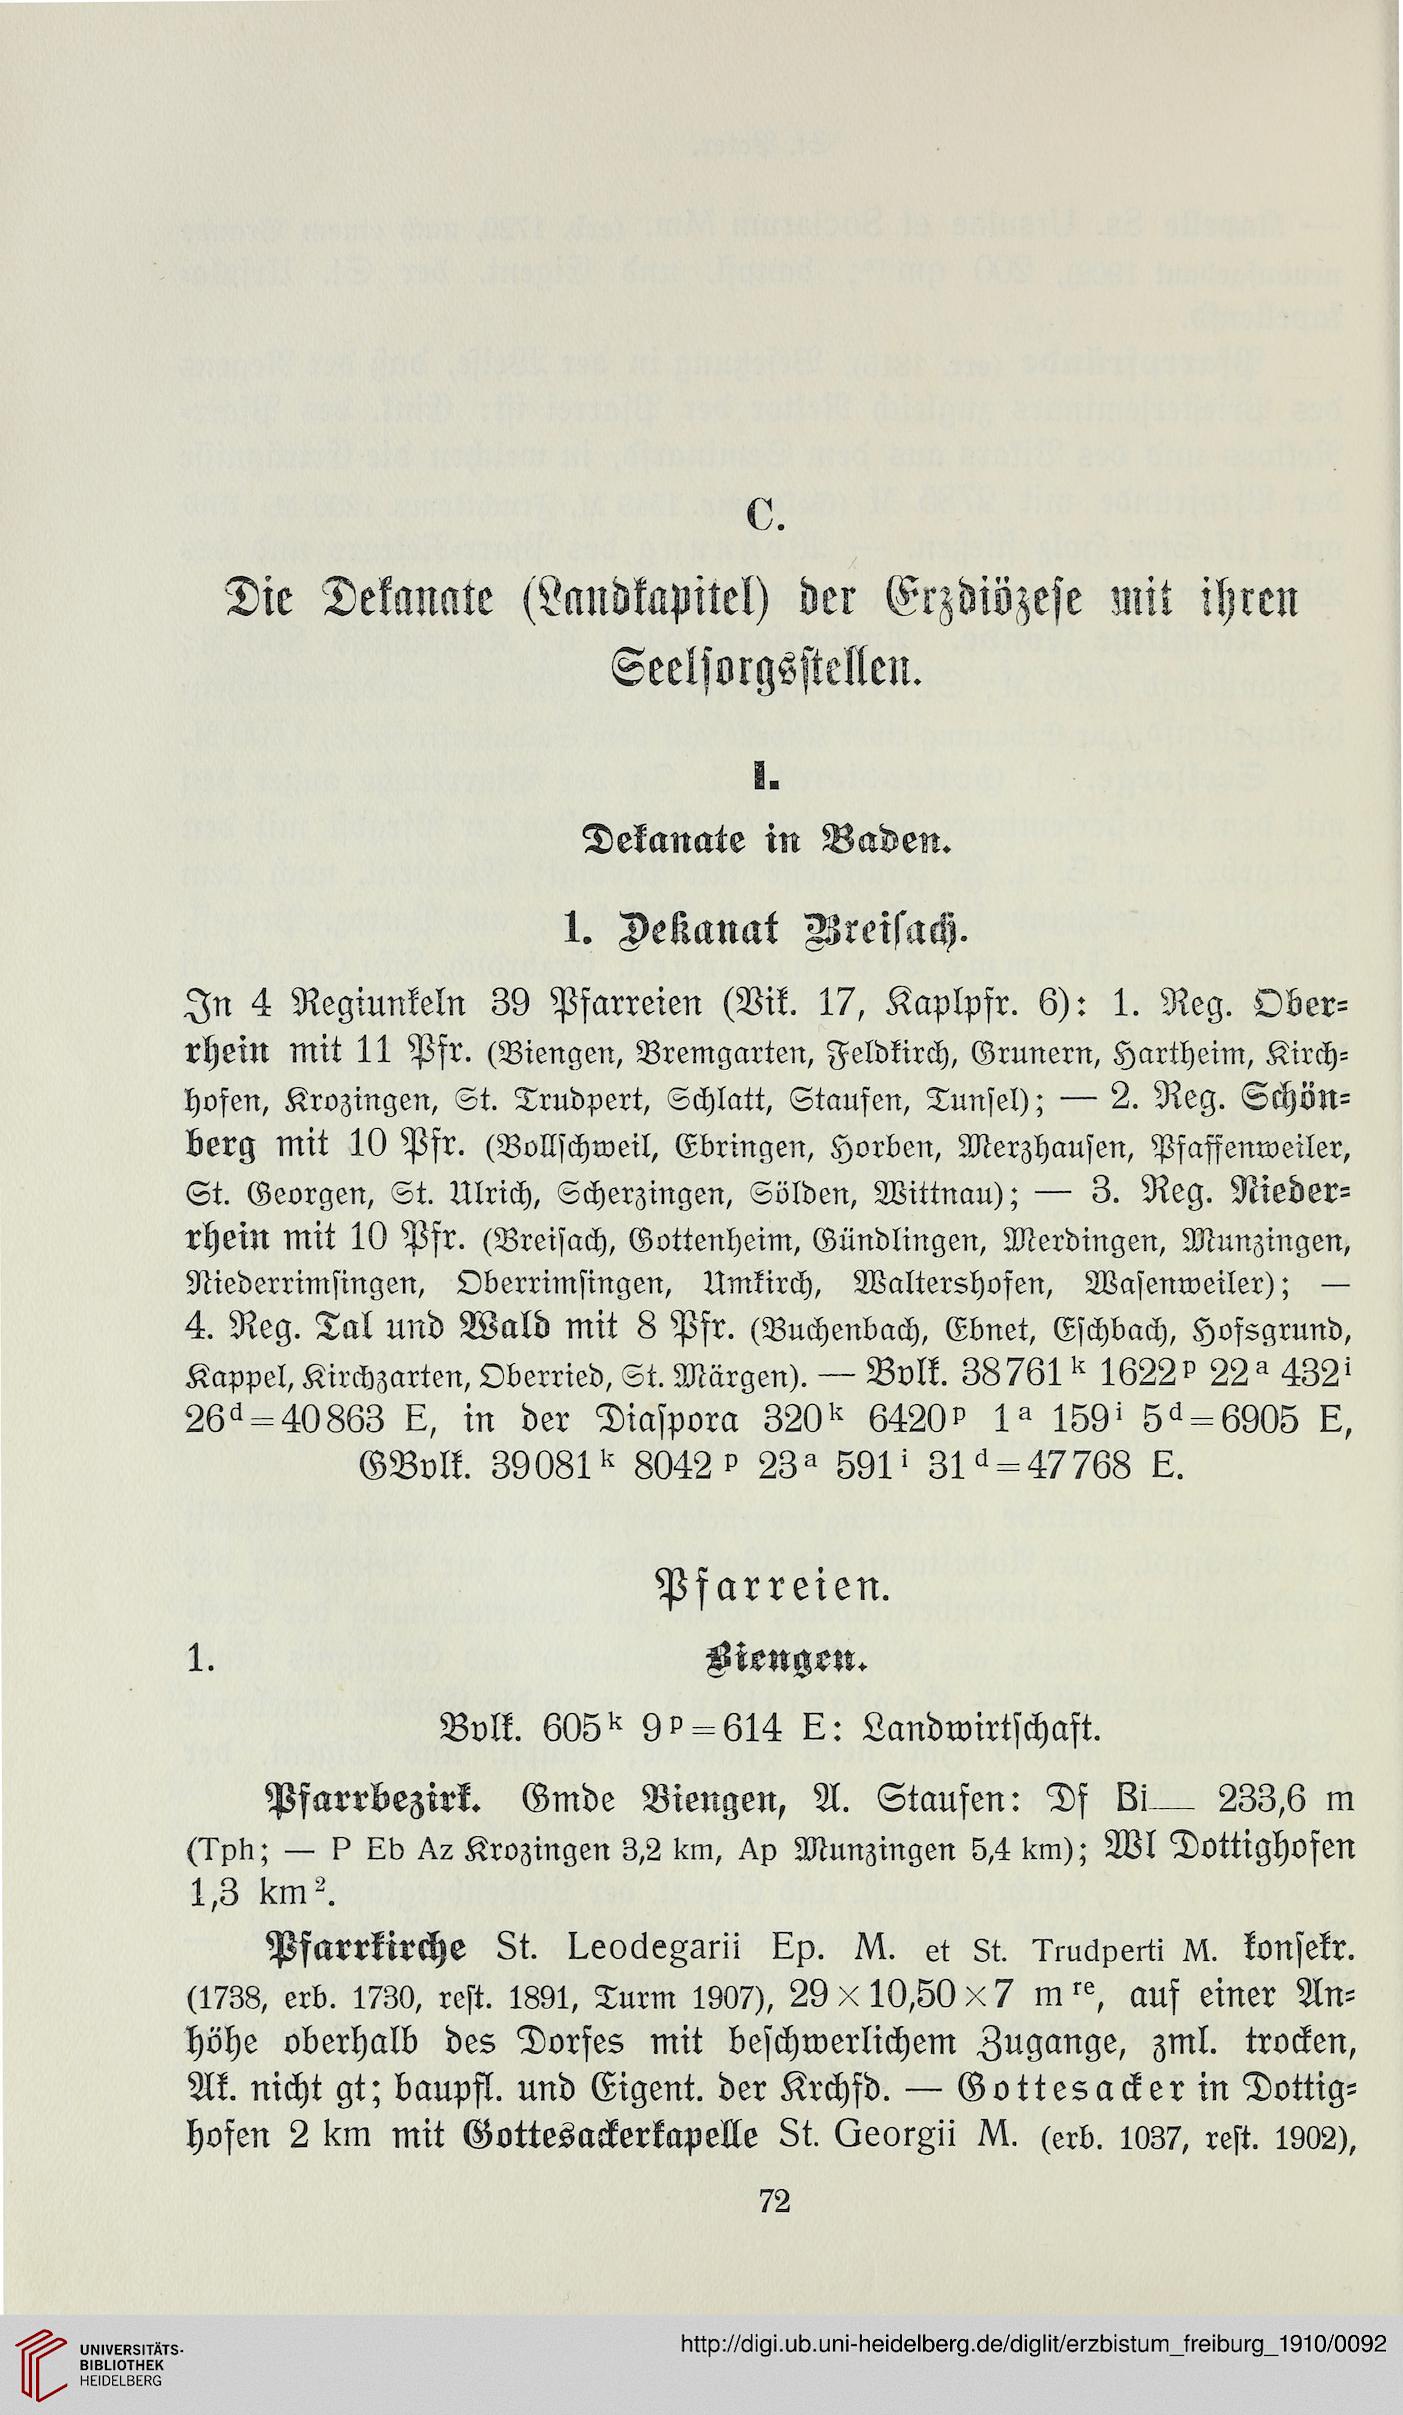 C.
Die Dekanate (Landkapitel) der Erzdiözese mit ihren
Seelsorgsstellen.
I.
Dekanate in Baden.
1. Dekanat Breisach.
In 4 Regiunkeln 39 Pfarreien (Vik. 17, Kaplpfr. 6): 1. Reg. Ober-
rhein mit 11 Pfr. (Biengen, Bremgarten, Feldkirch, Grunern, Hartheim, Kirch-
hofen, Krozingen, St. Trudpert, Schlatt, Staufen, Tunsel); — 2. Reg. Schön-
berg mit 10 Pfr. (Bollschweil, Ebringen, Horben, Merzhausen, Pfaffenweiler,
St. Georgen, St. Ulrich, Scherzingen, Sölden, Wittnau); — 3. Reg. Nieder-
rhein mit 10 Pfr. (Breisach, Gottenheim, Gündlingen, Merdingen, Munzingen,
Niederrimsingen, Oberrimsingen, Umkirch, Waltershofen, Wasenweiler); —
4. Reg. Tal und Wald mit 8 Pfr. (Buchenbach, Ebnet, Eschbach, Hofsgrund,
Kappel, Kirchzarten, Oberried, St. Märgen). — Bvlk. 38 761 ᵏ 1622 ᵖ 22 ᵃ 432 ⁱ
26 ᵈ = 40 863 E, in der Diaspora 320 ᵏ 6420 ᵖ 1 ᵃ 159 ⁱ 5 ᵈ = 6905 E,
GBvlk. 39 081 ᵏ 8042 ᵖ 23 ᵃ 591 ⁱ 31 ᵈ = 47 768 E.
Pfarreien.
1. Biengen.
Bvlk. 605 ᵏ 9 ᵖ = 614 E: Landwirtschaft.
Pfarrbezirk. Gmde Biengen, A. Staufen: Df Bi— 233,6 m
(Tph; — P Eb Az Krozingen 3,2 km, Ap Munzingen 5,4 km); Wl Dottighofen
1,3 km².
Pfarrkirche St. Leodegarii Ep. M. et St. Trudperti M. konsekr.
(1738, erb. 1730, rest. 1891, Turm 1907), 29 × 10,50 × 7 m ʳᵉ, auf einer An-
höhe oberhalb des Dorfes mit beschwerlichem Zugange, zml. trocken,
Ak. nicht gt; baupfl. und Eigent. der Krchfd. — Gottesacker in Dottig-
hofen 2 km mit Gottesackerkapelle St. Georgii M. (erb. 1037, rest. 1902),
72
UNIVERSITÄTS-
BIBLIOTHEK
HEIDELBERG
http://digi.ub.uni-heidelberg.de/diglit/erzbistum_freiburg_1910/0092